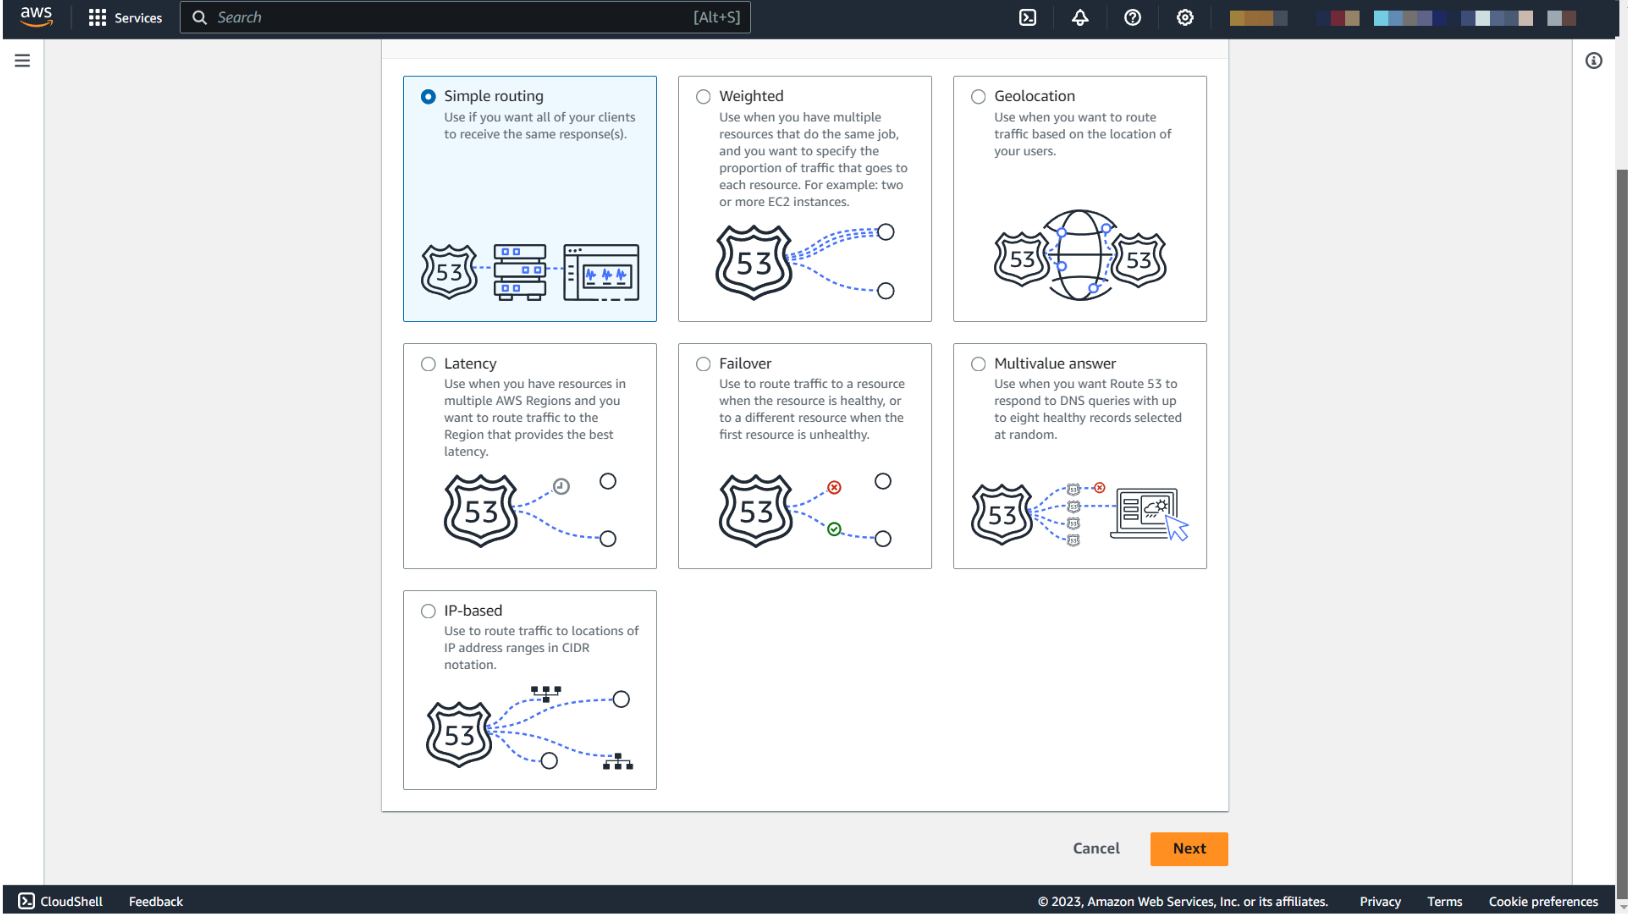 aws
Services
Search
[Alt+S]
Simple routing
Use if you want all of your clients
to receive the same response(s).
53
Weighted
Use when you have multiple
resources that do the same job,
and you want to specify the
proportion of traffic that goes to
each resource. For example: two
or more EC2 instances.
53
Geolocation
Use when you want to route
traffic based on the location of
your users.
53
53
Latency
Use when you have resources in
multiple AWS Regions and you
want to route traffic to the
Region that provides the best
latency.
53
Failover
Use to route traffic to a resource
when the resource is healthy, or
to a different resource when the
first resource is unhealthy.
53
Multivalue answer
Use when you want Route 53 to
respond to DNS queries with up
to eight healthy records selected
at random.
53
53
53
53
53
IP-based
Use to route traffic to locations of
IP address ranges in CIDR
notation.
53
Cancel
Next
CloudShell
Feedback
© 2023, Amazon Web Services, Inc. or its affiliates.
Privacy
Terms
Cookie preferences